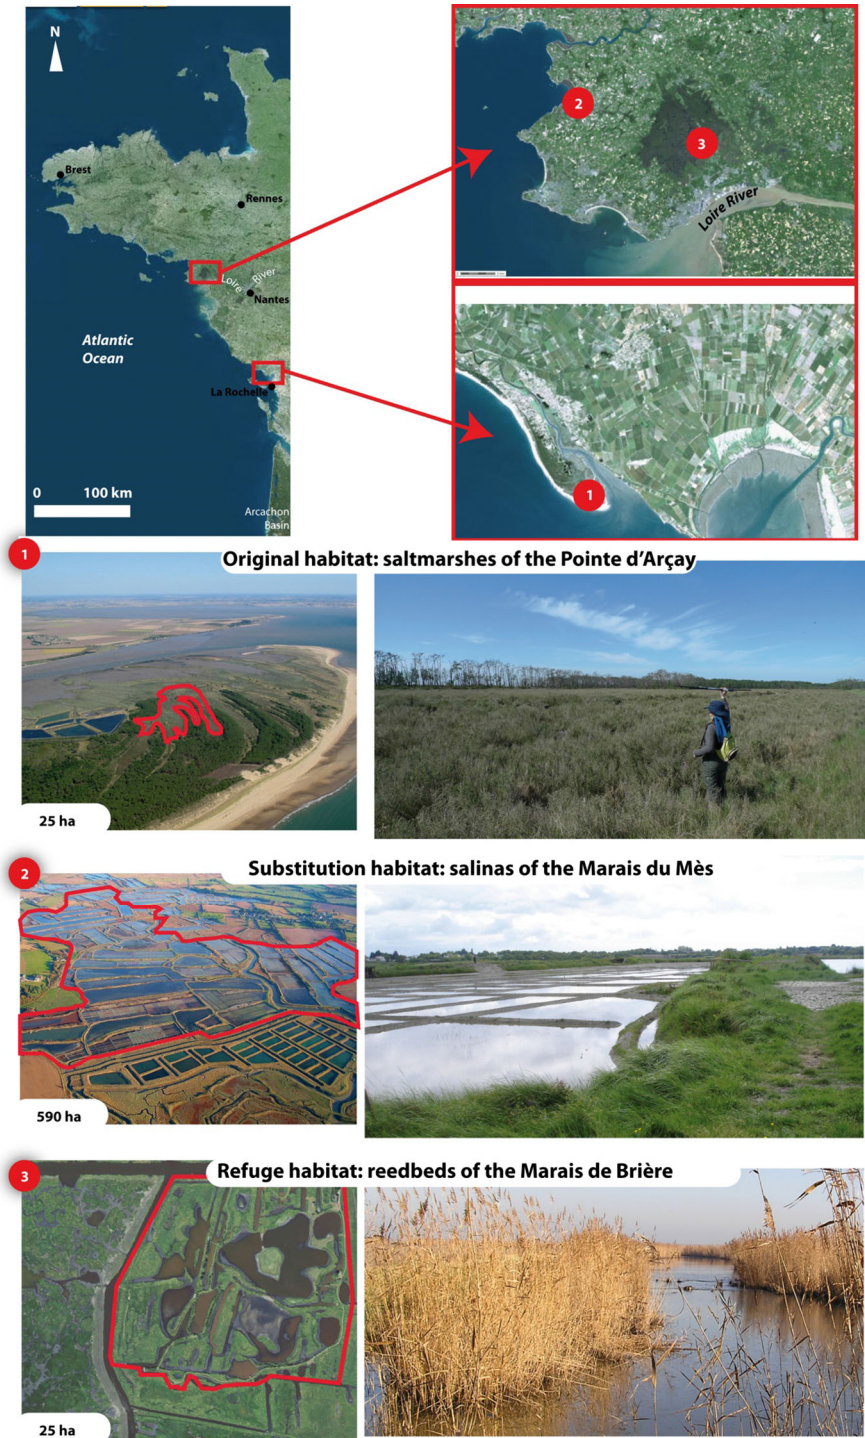 N
Brest
Rennes
Loire River
Nantes
Atlantic
Ocean
La Rochelle
0 100 km
Arcachon
Basin
2
3
Loire River
1
1
Original habitat: saltmarshes of the Pointe d'Arçay
25 ha
2
Substitution habitat: salinas of the Marais du Mès
590 ha
3
Refuge habitat: reedbeds of the Marais de Brière
25 ha